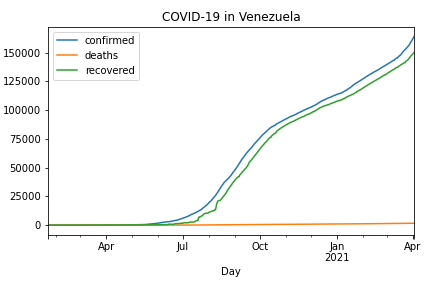 COVID-19 in Venezuela
confirmed
deaths
recovered
150000
125000
100000
75000
50000
25000
0
Apr
Jul
Oct
Jan
2021
Apr
Day